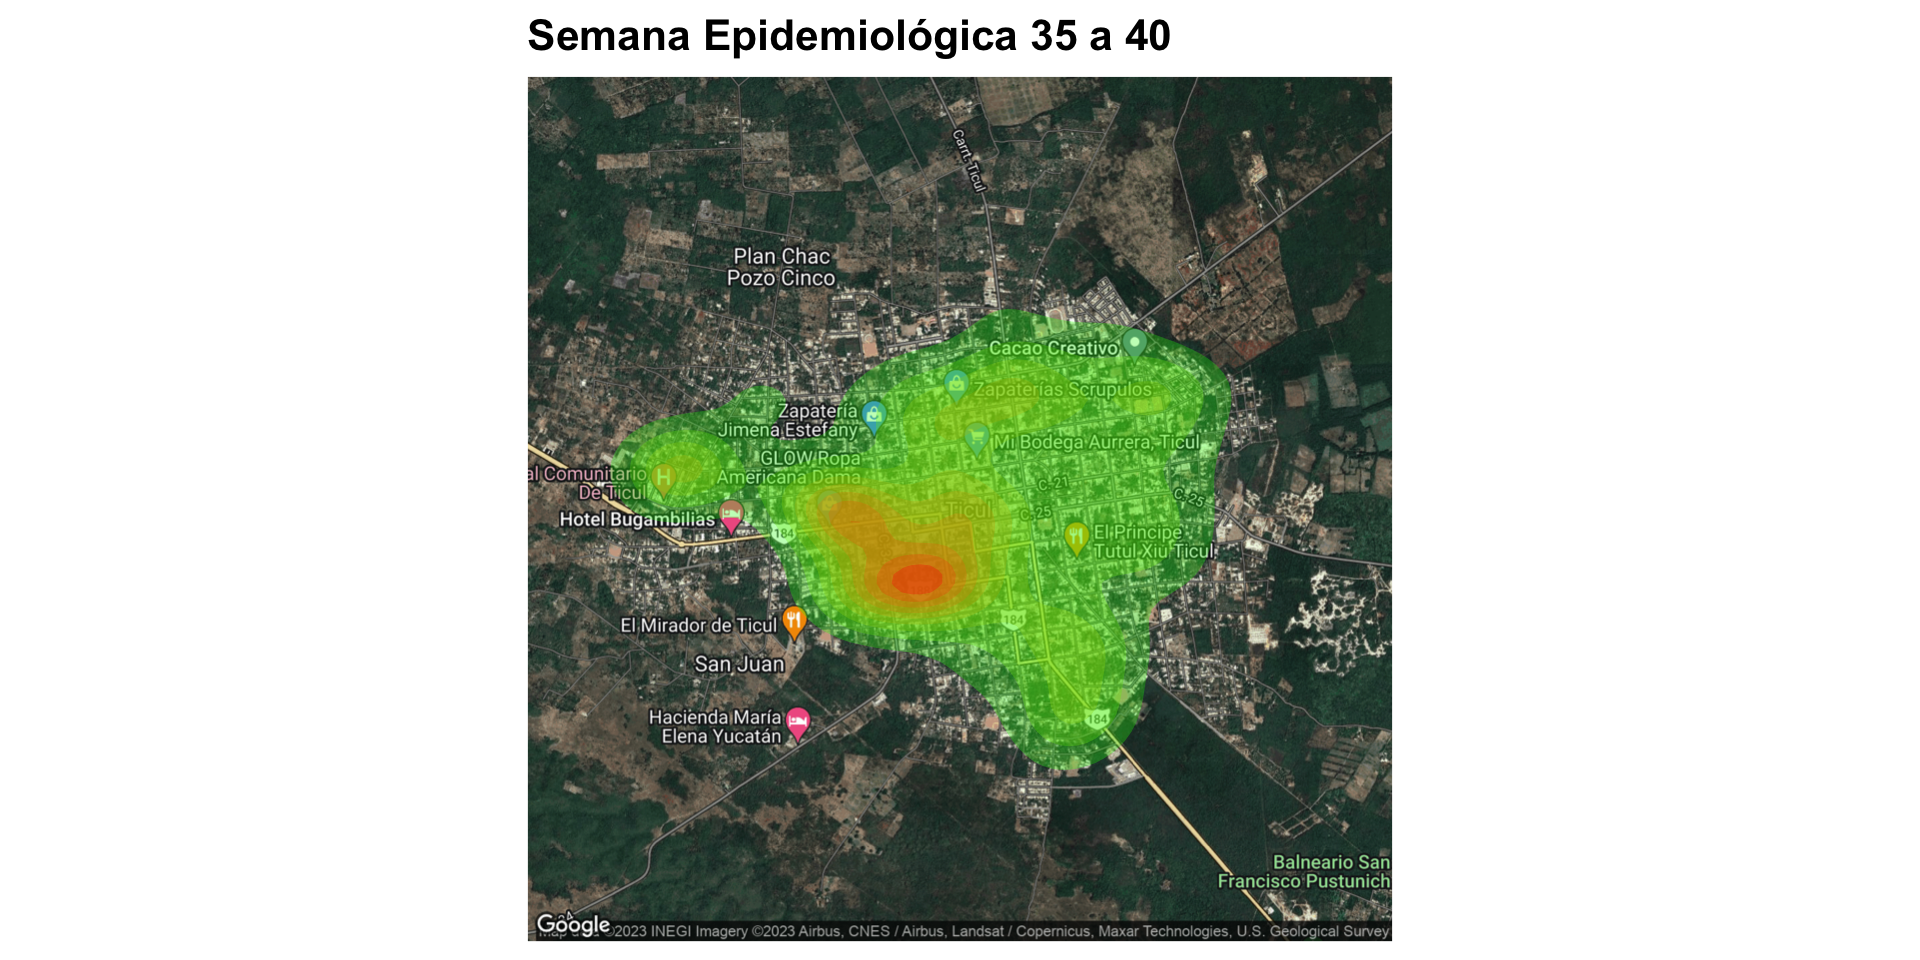 Semana Epidemiológica 35 a 40
Carrt. Ticul
Plan Chac
Pozo Cinco
Cacao Creativo
Zapaterías Scrupulos
Zapatería
Jimena Estefany
Mi Bodega Aurrera, Ticul
GLOW Ropa
Americana Dama
al Comunitario
De Ticul
H
C. 25
Hotel Bugambilias
Ticul
C. 25
184
El Principe
Tutul Xiu Ticul
184
El Mirador de Ticul
San Juan
Hacienda María
Elena Yucatán
184
Balneario San
Francisco Pustunich
Google
©2023 INEGI Imagery ©2023 Airbus, CNES / Airbus, Landsat / Copernicus, Maxar Technologies, U.S. Geological Survey